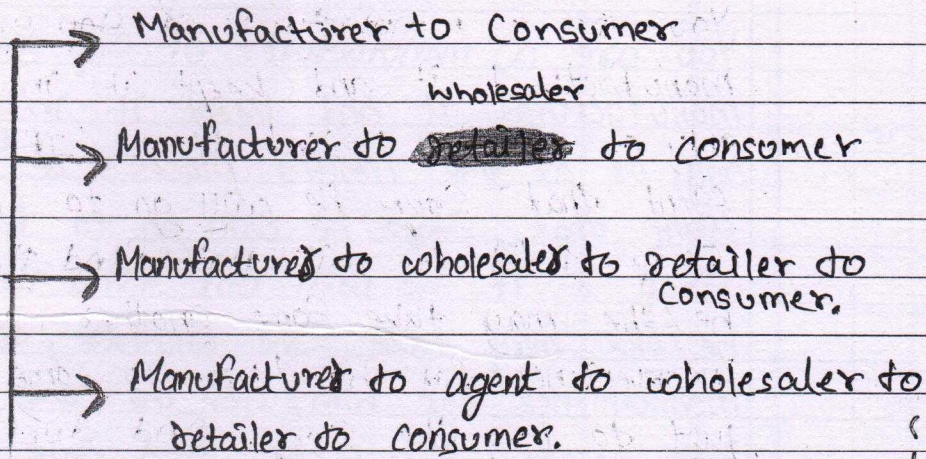 Manufacturer to Consumer
wholesaler
Manufacturer to retailer to consumer
Manufacturer to wholesaler to retailer to
consumer.
Manufacturer to agent to wholesaler to
retailer to consumer.